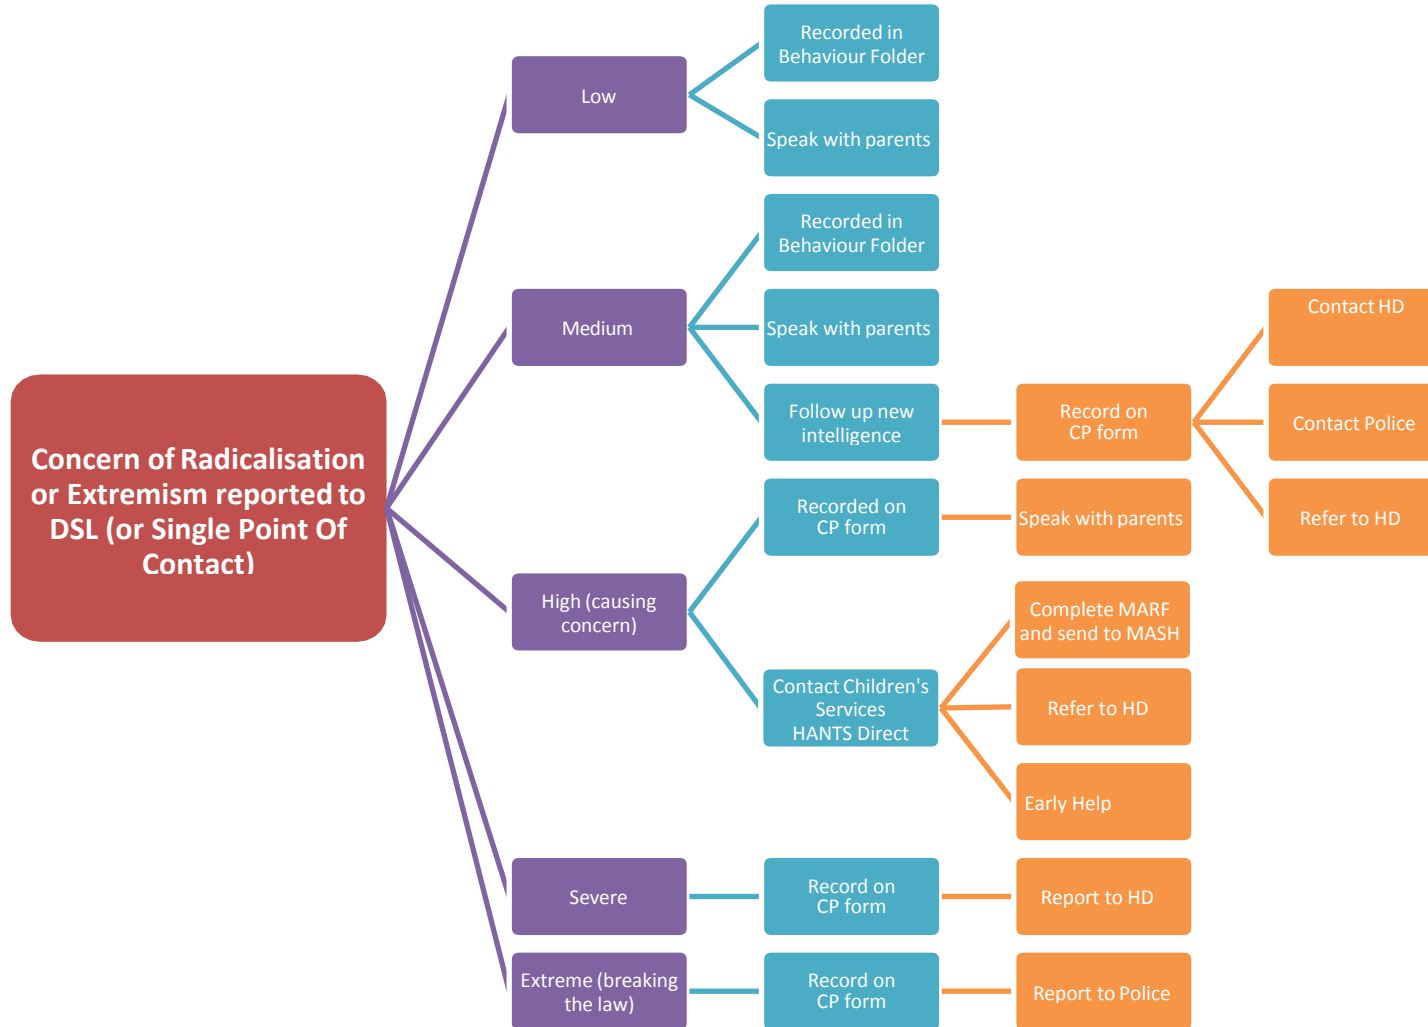 Concern of Radicalisation
or Extremism reported to
DSL (or Single Point Of
Contact)
Low
Recorded in
Behaviour Folder
Speak with parents
Medium
Recorded in
Behaviour Folder
Speak with parents
Follow up new
intelligence
Record on
CP form
Contact HD
Contact Police
Refer to HD
High (causing
concern)
Recorded on
CP form
Speak with parents
Contact Children's
Services
HANTS Direct
Complete MARF
and send to MASH
Refer to HD
Early Help
Severe
Record on
CP form
Report to HD
Extreme (breaking
the law)
Record on
CP form
Report to Police